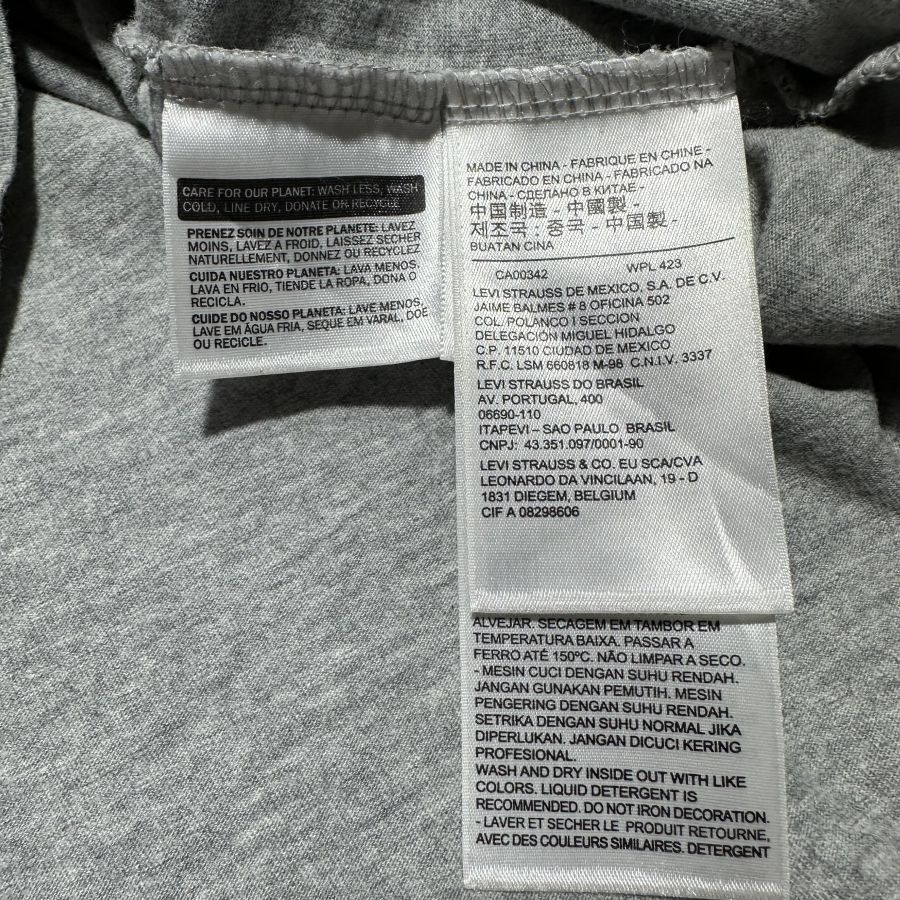 CARE FOR OUR PLANET: WASH LESS, WASH
COLD, LINE DRY, DONATE OR RECYCLE
PRENEZ SOIN DE NOTRE PLANETE: LAVEZ
MOINS, LAVEZ A FROID, LAISSEZ SECHER
NATURELLEMENT, DONNEZ OU RECYCLEZ
CUIDA NUESTRO PLANETA: LAVA MENOS,
LAVA EN FRIO, TIENDE LA ROPA, DONA O
RECICLA.
CUIDE DO NOSSO PLANETA: LAVE MENOS,
LAVE EM ÁGUA FRIA, SEQUE EM VARAL, DOE
OU RECICLE.
MADE IN CHINA - FABRIQUE EN CHINE -
FABRICADO EN CHINA - FABRICADO NA
CHINA - СДЕЛАНО В КИТАЕ -
中国制造 - 中國製 -
제조국 : 중국 - 中国製 -
BUATAN CINA
CA00342 WPL 423
LEVI STRAUSS DE MEXICO, S.A. DE C.V.
JAIME BALMES # 8 OFICINA 502
COL. POLANCO I SECCION
DELEGACIÓN MIGUEL HIDALGO
C.P. 11510 CIUDAD DE MEXICO
R.F.C. LSM 660818 M-98 C.N.I.V. 3337
LEVI STRAUSS DO BRASIL
AV. PORTUGAL, 400
06690-110
ITAPEVI – SAO PAULO BRASIL
CNPJ: 43.351.097/0001-90
LEVI STRAUSS & CO. EU SCA/CVA
LEONARDO DA VINCILAAN, 19 - D
1831 DIEGEM, BELGIUM
CIF A 08298606
ALVEJAR. SECAGEM EM TAMBOR EM
TEMPERATURA BAIXA. PASSAR A
FERRO ATÉ 150ºC. NÃO LIMPAR A SECO.
- MESIN CUCI DENGAN SUHU RENDAH.
JANGAN GUNAKAN PEMUTIH. MESIN
PENGERING DENGAN SUHU RENDAH.
SETRIKA DENGAN SUHU NORMAL JIKA
DIPERLUKAN. JANGAN DICUCI KERING
PROFESIONAL.
WASH AND DRY INSIDE OUT WITH LIKE
COLORS. LIQUID DETERGENT IS
RECOMMENDED. DO NOT IRON DECORATION.
- LAVER ET SECHER LE PRODUIT RETOURNE,
AVEC DES COULEURS SIMILAIRES. DETERGENT